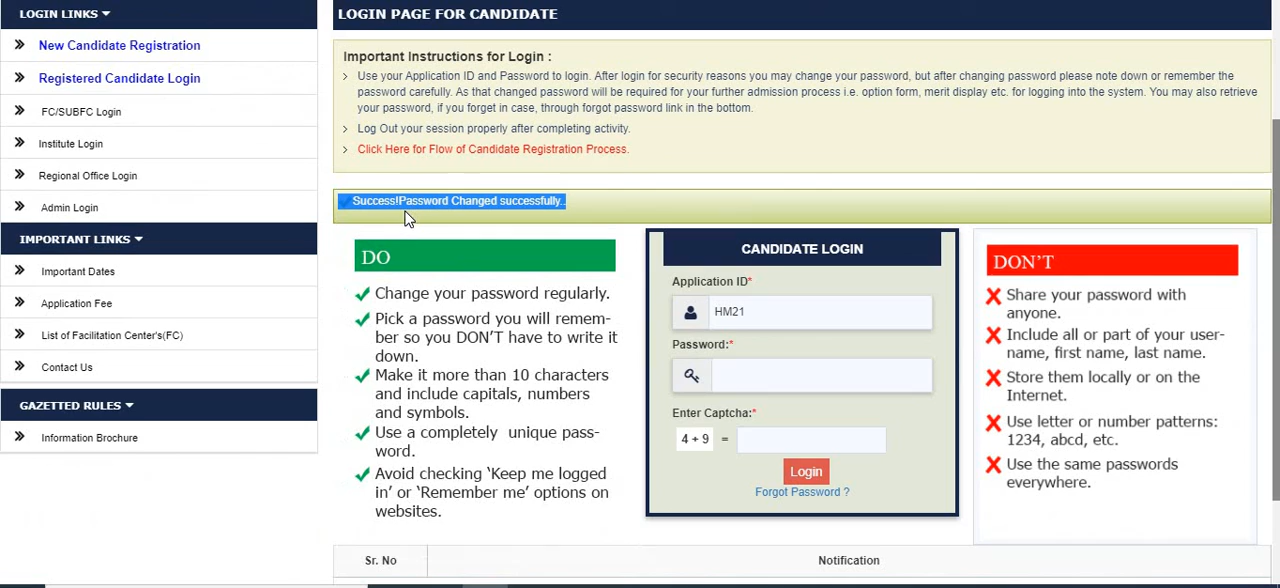 LOGIN LINKS
New Candidate Registration
Registered Candidate Login
FC/SUBFC Login
Institute Login
Regional Office Login
Admin Login
IMPORTANT LINKS
Important Dates
Application Fee
List of Facilitation Center's(FC)
Contact Us
GAZETTED RULES
Information Brochure
LOGIN PAGE FOR CANDIDATE
Important Instructions for Login :
Use your Application ID and Password to login. After login for security reasons you may change your password, but after changing password please note down or remember the
password carefully. As that changed password will be required for your further admission process i.e. option form, merit display etc. for logging into the system. You may also retrieve
your password, if you forget in case, through forgot password link in the bottom.
Log Out your session properly after completing activity.
Click Here for Flow of Candidate Registration Process.
Success!Password Changed successfully..
DO
Change your password regularly.
Pick a password you will remem-
ber so you DON'T have to write it
down.
Make it more than 10 characters
and include capitals, numbers
and symbols.
Use a completely unique pass-
word.
Avoid checking ‘Keep me logged
in’ or ‘Remember me’ options on
websites.
CANDIDATE LOGIN
Application ID*
HM21
Password:*
Enter Captcha:*
4 + 9 =
Login
Forgot Password ?
DON’T
Share your password with
anyone.
Include all or part of your user-
name, first name, last name.
Store them locally or on the
Internet.
Use letter or number patterns:
1234, abcd, etc.
Use the same passwords
everywhere.
Sr. No
Notification